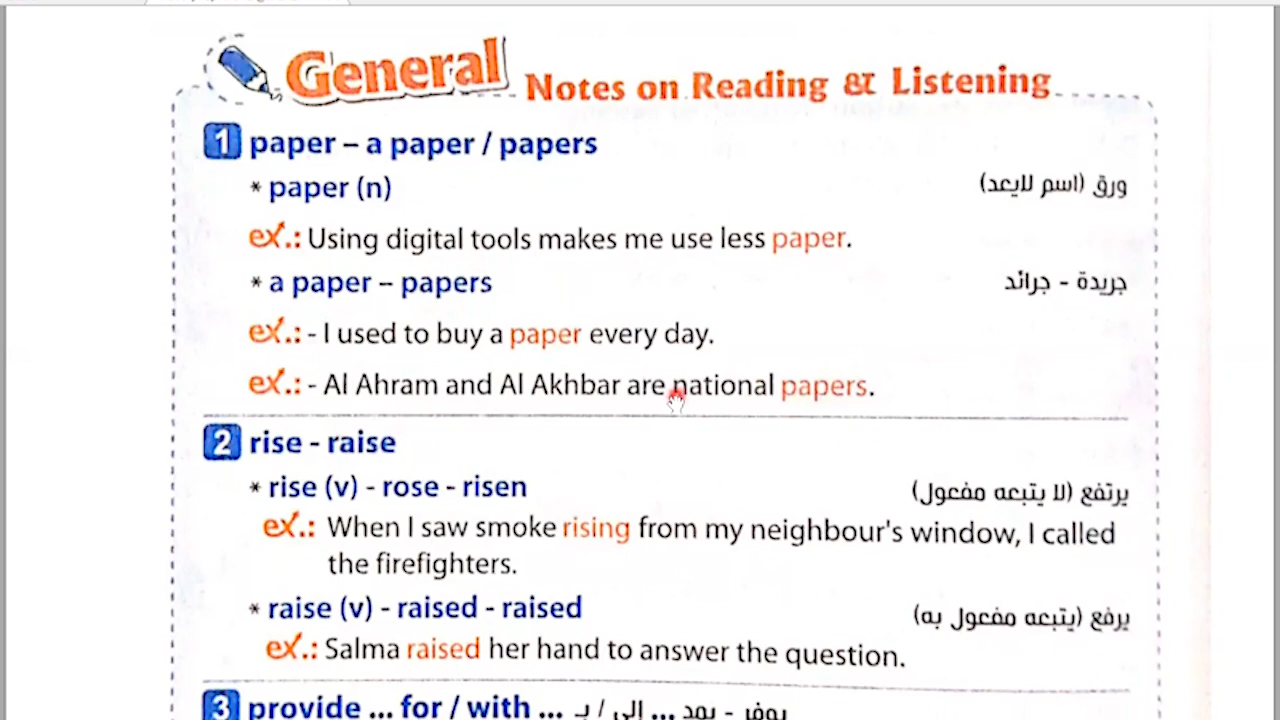 General Notes on Reading & Listening
1 paper – a paper / papers
* paper (n) ورق (اسم لايعد)
ex.: Using digital tools makes me use less paper.
* a paper – papers جريدة - جرائد
ex.: - I used to buy a paper every day.
ex.: - Al Ahram and Al Akhbar are national papers.
2 rise - raise
* rise (v) - rose - risen يرتفع (لا يتبعه مفعول)
ex.: When I saw smoke rising from my neighbour's window, I called
the firefighters.
* raise (v) - raised - raised يرفع (يتبعه مفعول به)
ex.: Salma raised her hand to answer the question.
3 provide ... for / with ... يوفر - يمد ... إلى / بـ